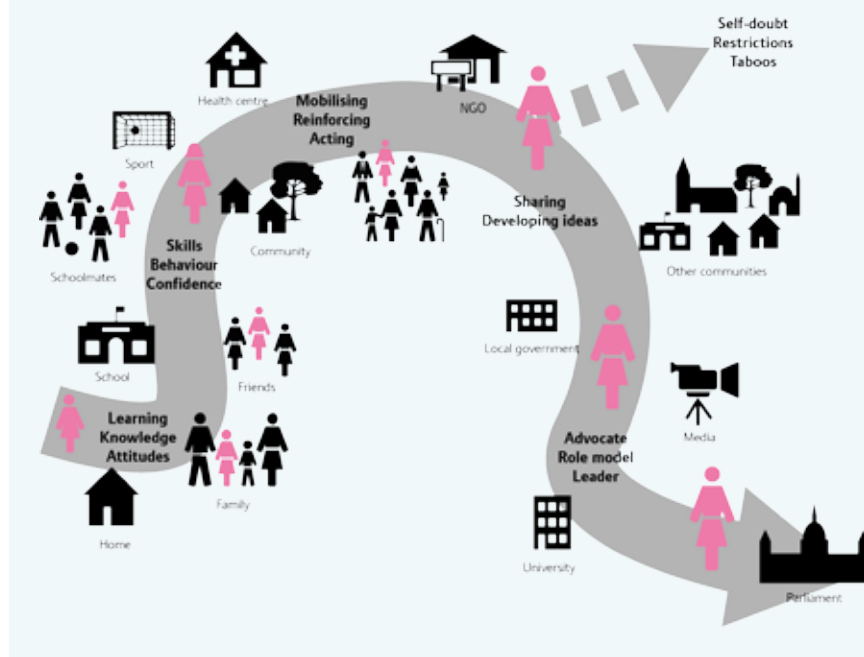 Self-doubt
Restrictions
Taboos
Health centre
Mobilising
Reinforcing
Acting
NGO
Sport
Sharing
Developing ideas
Skills
Behaviour
Confidence
Community
Other communities
Schoolmates
School
Friends
Local government
Learning
Knowledge
Attitudes
Media
Advocate
Role model
Leader
Family
Home
University
Parliament